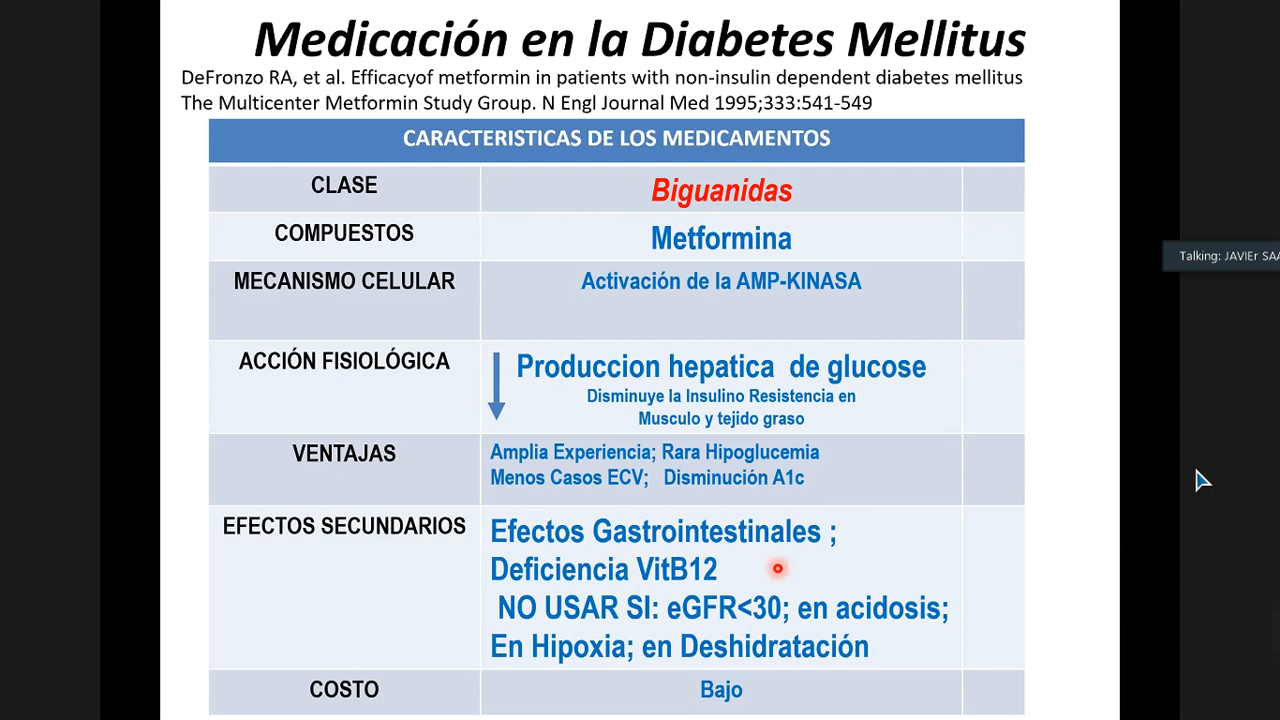 Medicación en la Diabetes Mellitus
DeFronzo RA, et al. Efficacyof metformin in patients with non-insulin dependent diabetes mellitus
The Multicenter Metformin Study Group. N Engl Journal Med 1995;333:541-549
CARACTERISTICAS DE LOS MEDICAMENTOS
CLASE
Biguanidas
COMPUESTOS
Metformina
MECANISMO CELULAR
Activación de la AMP-KINASA
ACCIÓN FISIOLÓGICA
Produccion hepatica de glucose
Disminuye la Insulino Resistencia en
Musculo y tejido graso
VENTAJAS
Amplia Experiencia; Rara Hipoglucemia
Menos Casos ECV; Disminución A1c
EFECTOS SECUNDARIOS
Efectos Gastrointestinales ;
Deficiencia VitB12
NO USAR SI: eGFR<30; en acidosis;
En Hipoxia; en Deshidratación
COSTO
Bajo
Talking: JAVIEr